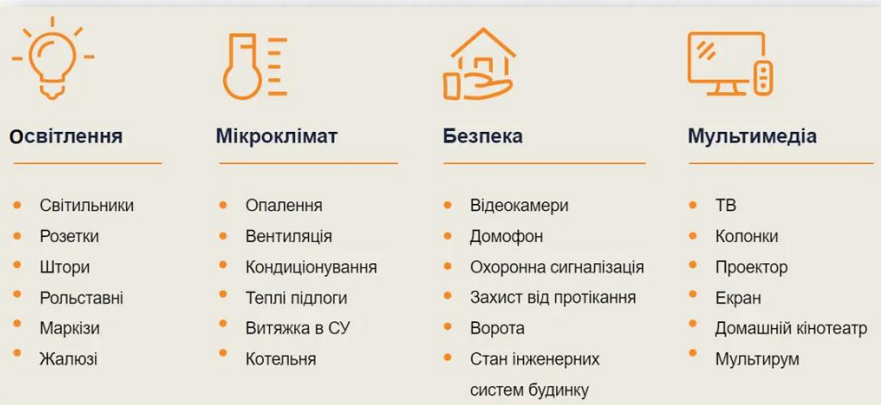 Освітлення
Світильники
Розетки
Штори
Рольставні
Маркізи
Жалюзі
Мікроклімат
Опалення
Вентиляція
Кондиціонування
Теплі підлоги
Витяжка в СУ
Котельня
Безпека
Відеокамери
Домофон
Охоронна сигналізація
Захист від протікання
Ворота
Стан інженерних
систем будинку
Мультимедіа
ТВ
Колонки
Проектор
Екран
Домашній кінотеатр
Мультирум